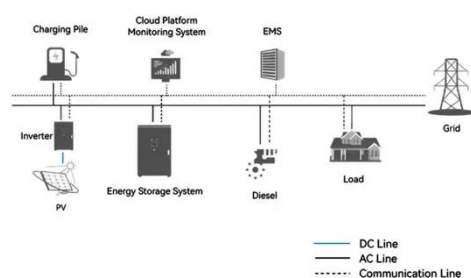 Charging Pile
Cloud Platform
Monitoring System
EMS
Grid
Inverter
PV
Energy Storage System
Diesel
Load
DC Line
AC Line
Communication Line